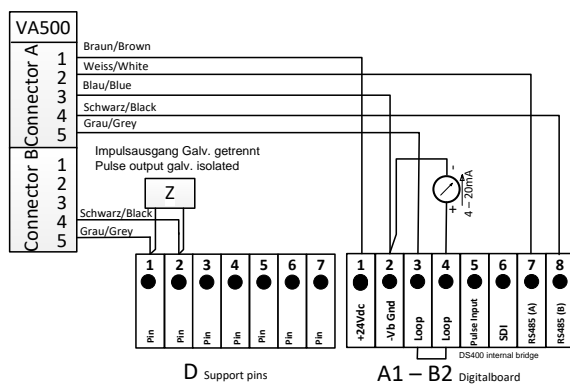 VA500
Connector A
1
2
3
4
5
Braun/Brown
Weiss/White
Blau/Blue
Schwarz/Black
Grau/Grey
Connector B
1
2
3
4
5
Schwarz/Black
Grau/Grey
Impulsausgang Galv. getrennt
Pulse output galv. isolated
Z
-
+
4 – 20mA
1 2 3 4 5 6 7
Pin Pin Pin Pin Pin Pin Pin
D Support pins
1 2 3 4 5 6 7 8
+24Vdc
-Vb Gnd
Loop
Loop
Pulse Input
SDI
RS485 (A)
RS485 (B)
DS400 internal bridge
A1 – B2 Digitalboard